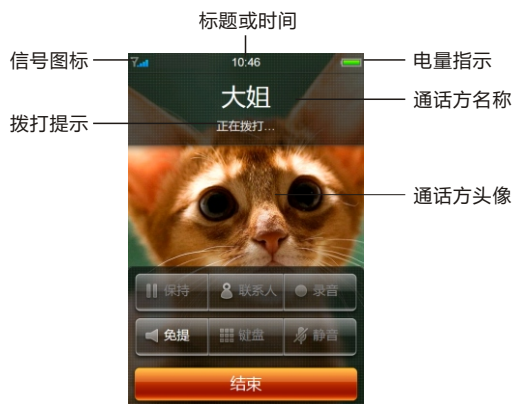 标题或时间
信号图标
10:46
电量指示
大姐
通话方名称
拨打提示
正在拨打...
通话方头像
保持
联系人
录音
免提
键盘
静音
结束